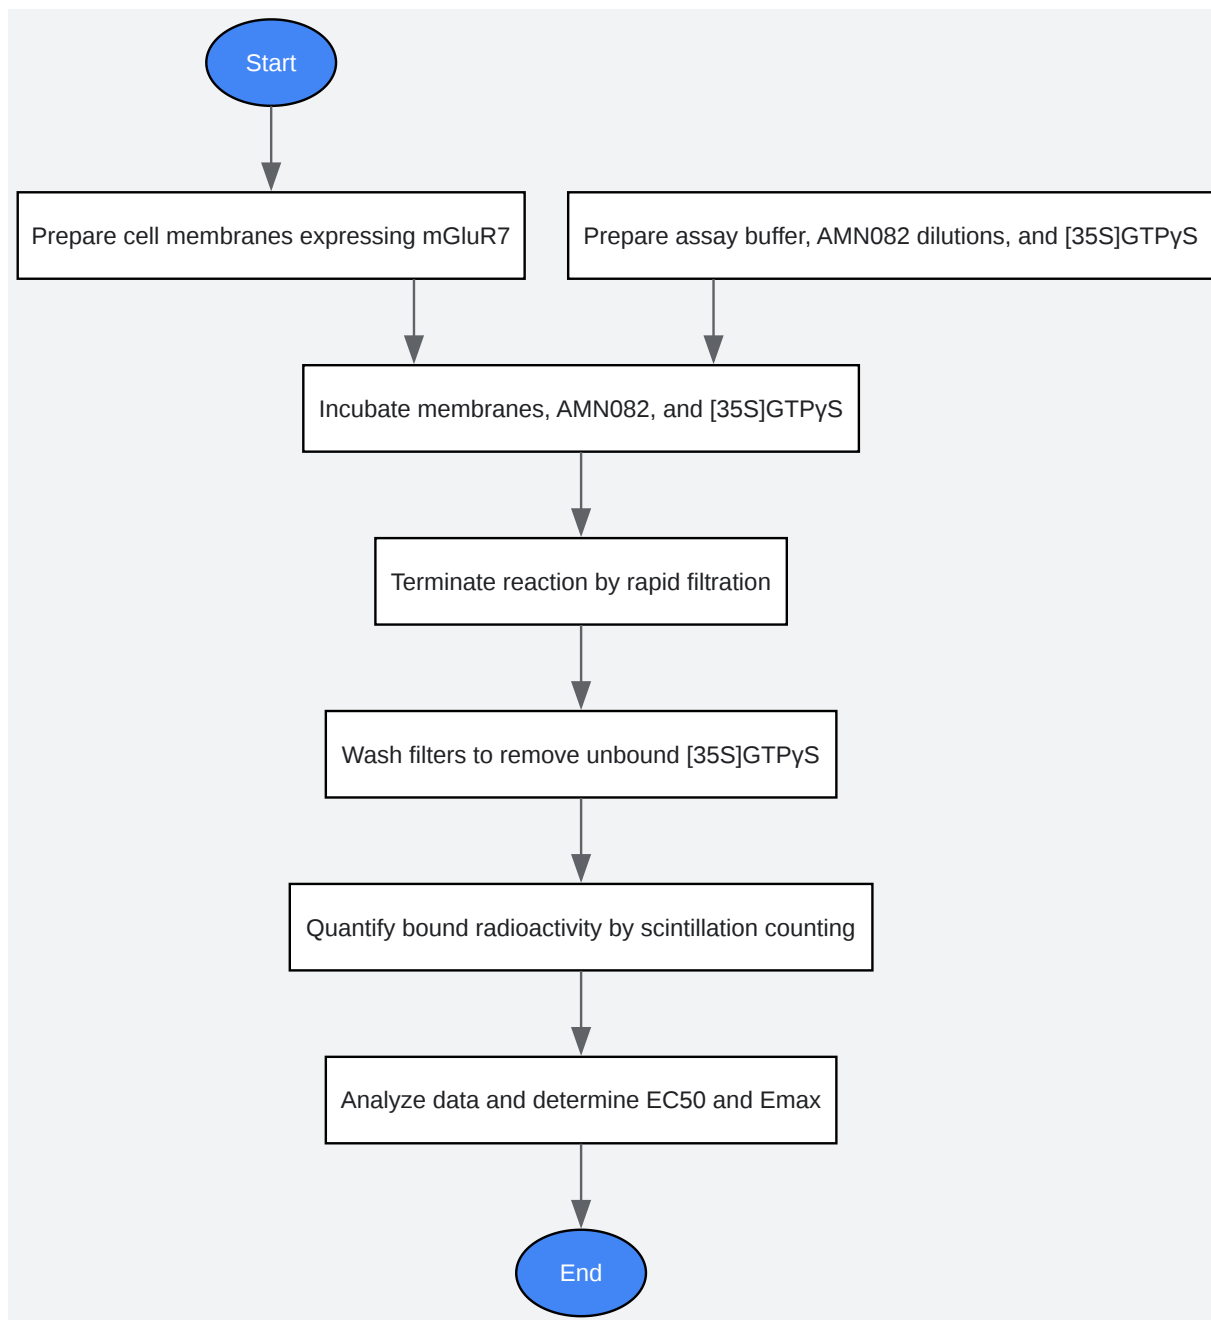 Start
Prepare cell membranes expressing mGluR7
Prepare assay buffer, AMN082 dilutions, and [35S]GTPγS
Incubate membranes, AMN082, and [35S]GTPγS
Terminate reaction by rapid filtration
Wash filters to remove unbound [35S]GTPγS
Quantify bound radioactivity by scintillation counting
Analyze data and determine EC50 and Emax
End